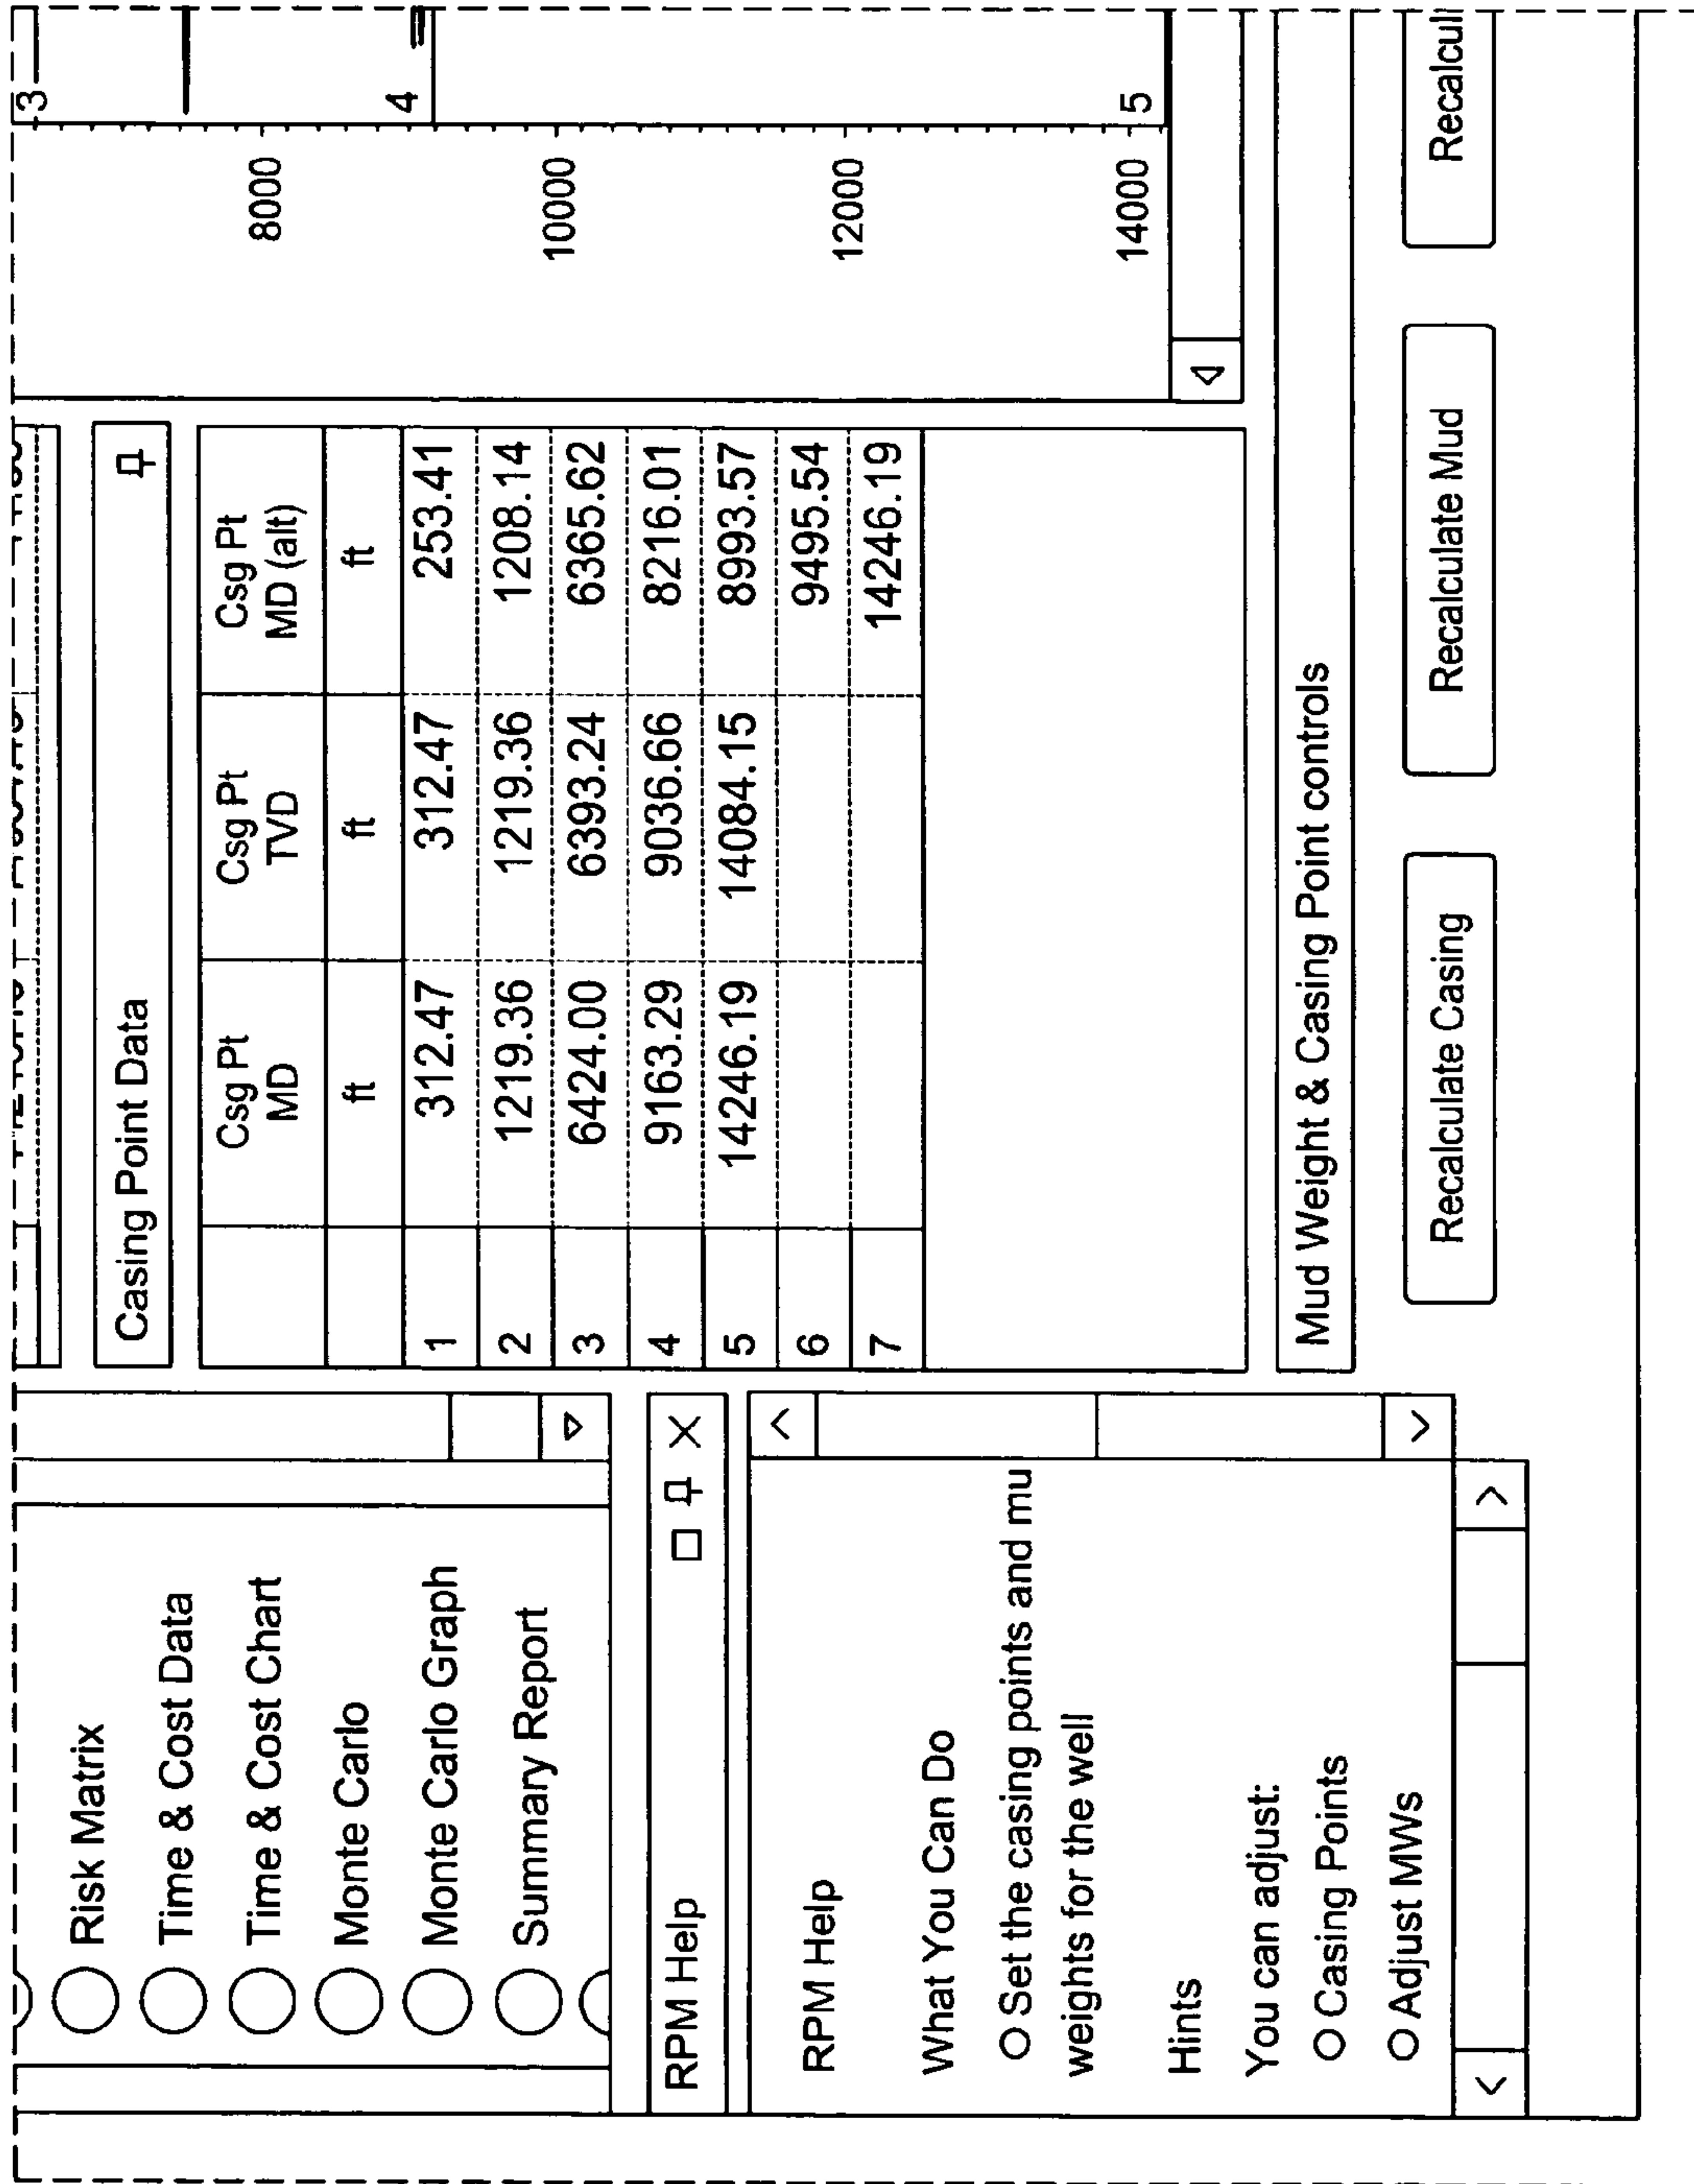 Risk Matrix
Time & Cost Data
Time & Cost Chart
Monte Carlo
Monte Carlo Graph
Summary Report
RPM Help
RPM Help
What You Can Do
Set the casing points and mu
weights for the well
Hints
You can adjust:
Casing Points
Adjust MWs
Casing Point Data
Csg Pt MD Csg Pt TVD Csg Pt MD (alt)
ft ft ft
1 312.47 312.47 253.41
2 1219.36 1219.36 1208.14
3 6424.00 6393.24 6365.62
4 9163.29 9036.66 8216.01
5 14246.19 14084.15 8993.57
6 9495.54
7 14246.19
3
8000
4
10000
12000
14000 5
Mud Weight & Casing Point controls
Recalculate Casing Recalculate Mud Recalcul